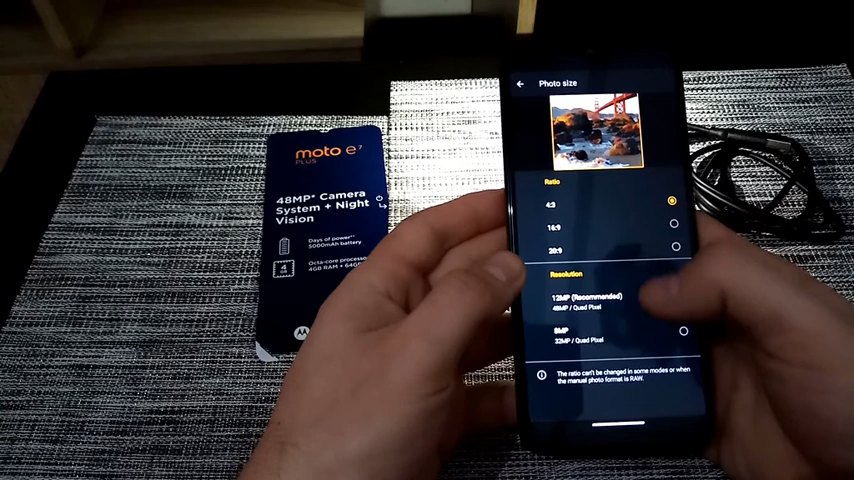 moto e7
PLUS
48MP* Camera
System + Night
Vision
Days of power**
5000mAh battery
Octa-core processor
4GB RAM + 64G
4
GB
Photo size
Ratio
4:3
16:9
20:9
Resolution
12MP (Recommended)
48MP / Quad Pixel
8MP
32MP / Quad Pixel
The ratio can't be changed in some modes or when
the manual photo format is RAW.